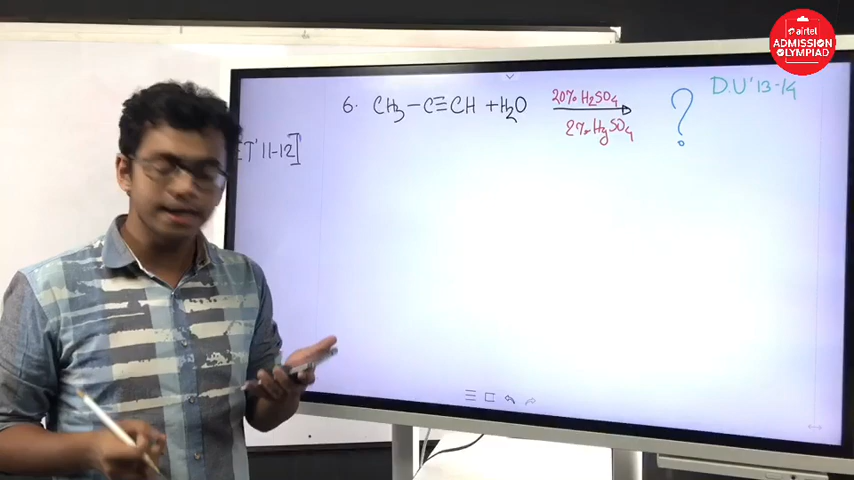 airtel
ADMISSION
OLYMPIAD
D.U'13-14
6. CH3-C≡CH +H2O 20% H2SO4 ?
2% HgSO4
T'11-12]